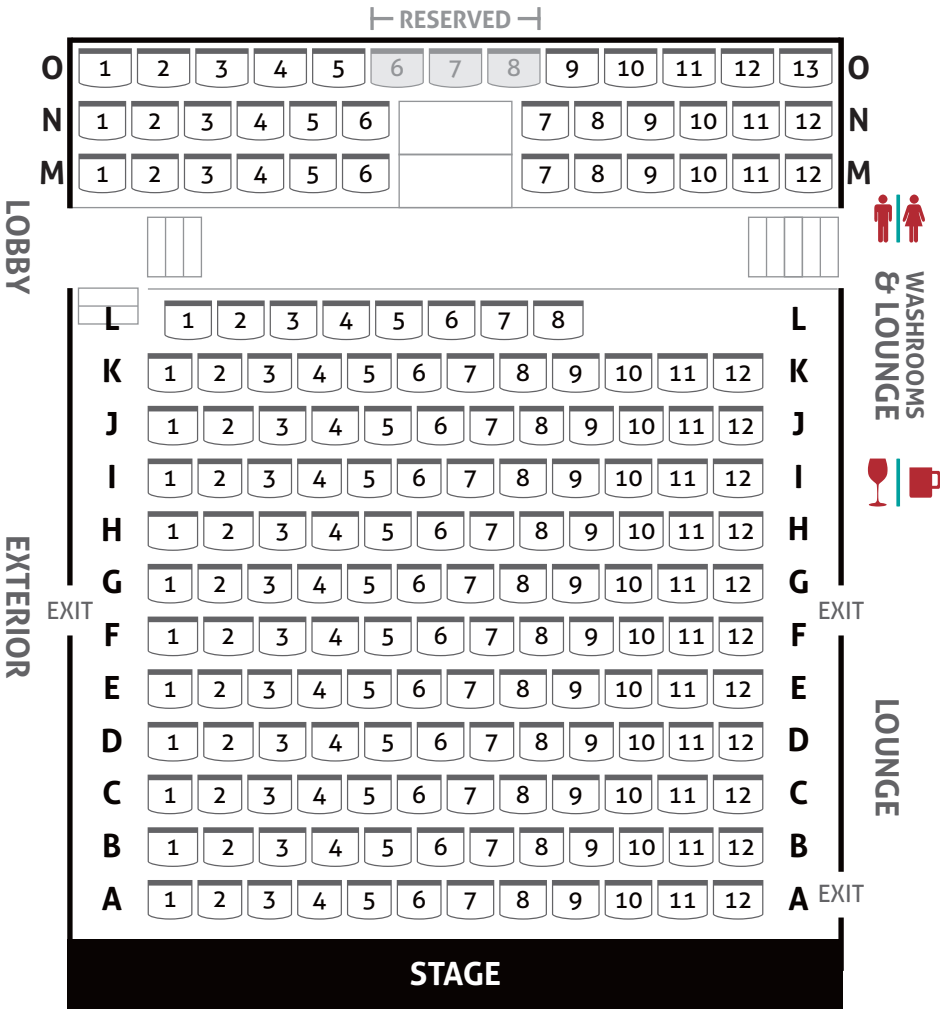 RESERVED
O 1 2 3 4 5 6 7 8 9 10 11 12 13 O
N 1 2 3 4 5 6 7 8 9 10 11 12 N
M 1 2 3 4 5 6 7 8 9 10 11 12 M
LOBBY
WASHROOMS
& LOUNGE
L 1 2 3 4 5 6 7 8 L
K 1 2 3 4 5 6 7 8 9 10 11 12 K
J 1 2 3 4 5 6 7 8 9 10 11 12 J
I 1 2 3 4 5 6 7 8 9 10 11 12 I
H 1 2 3 4 5 6 7 8 9 10 11 12 H
EXTERIOR
G 1 2 3 4 5 6 7 8 9 10 11 12 G
EXIT EXIT
F 1 2 3 4 5 6 7 8 9 10 11 12 F
E 1 2 3 4 5 6 7 8 9 10 11 12 E
LOUNGE
D 1 2 3 4 5 6 7 8 9 10 11 12 D
C 1 2 3 4 5 6 7 8 9 10 11 12 C
B 1 2 3 4 5 6 7 8 9 10 11 12 B
A 1 2 3 4 5 6 7 8 9 10 11 12 A EXIT
STAGE